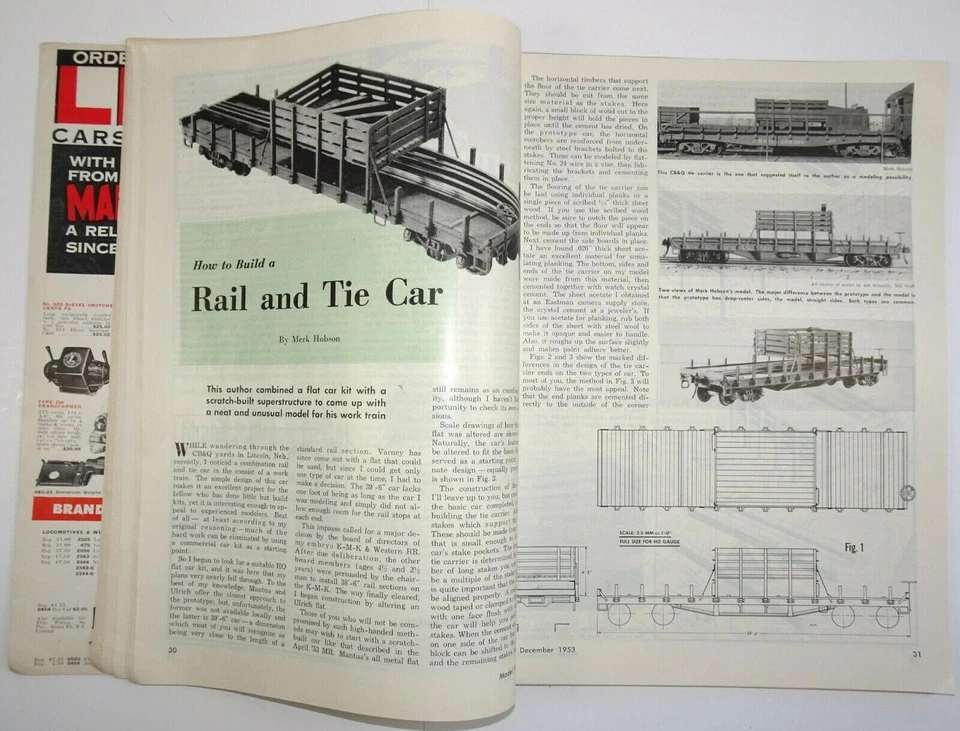 ORDE
CARS
WITH
FROM
MA
A REL
SINCE
No. 622 DIESEL SWITCHER
SANTA FE
$25.00
TYPE ZW
TRANSFORMER
BRAND
How to Build a
Rail and Tie Car
By Merk Hobson
This author combined a flat car kit with a
scratch-built superstructure to come up with
a neat and unusual model for his work train
WHILE wandering through the
CB&Q yards in Lincoln, Neb.,
recently, I noticed a combination rail
and tie car in the consist of a work
train. The simple design of this car
makes it an excellent project for the
fellow who has done little but build
kits, yet it is interesting enough to ap-
peal to experienced modelers. Best
of all — at least according to my
original reasoning — much of the
hard work can be eliminated by using
a commercial car kit as a starting
point.
So I began to look for a suitable HO
flat car kit, and it was here that my
plans very nearly fell through. To the
best of my knowledge, Mantua and
Ulrich offer the closest approach to
the prototype; but, unfortunately, the
former was not available locally and
the latter is 39'-6" car — a dimension
which most of you will recognize as
being very close to the length of a
standard rail section. Varney has
since come out with a flat that could
be used, but since I could get only
one type of car at the time, I had to
make a decision. The 39'-6" car lacks
one foot of being as long as the car I
was modeling and simply did not al-
low enough room for the rail stops at
each end.
This impasse called for a major de-
cision by the board of directors of
my embryo K-M-K & Western RR.
After due deliberation, the other
board members (ages 4½ and 2½
years) were persuaded by the chair-
man to install 38'-6" rail sections on
the K-M-K. The way finally cleared,
I began construction by altering an
Ulrich flat.
Those of you who will not be com-
promised by such high-handed meth-
ods may wish to start with a scratch-
built car like that described in the
April '53 MR. Mantua's all metal flat
still remains as an
ity, although I haven't
portunity to check its
sions.
Scale drawings of
flat was altered are
Naturally, the car's
be altered to fit the basic
served as a starting
nate design — equally
is shown in Fig. 3.
The construction of
I'll leave up to you, but
the basic car completed,
building the tie carrier,
stakes which support
These should be made
that is small enough to
car's stake pockets. The
tie carrier is determined
ber of long stakes you
be a multiple of the
is quite important that
be aligned properly. A
wood taped or clamped
with one face flush with
the car will help you
stakes. When the cement
on one side of the car
block can be shifted to
and the remaining stakes
30
The horizontal timbers that support
the floor of the tie carrier come next.
They should be cut from the same
size material as the stakes. Here
again, a small block of wood cut to the
proper height will hold the pieces in
place until the cement has dried. On
the prototype car, the horizontal
members are reinforced from under-
neath by steel brackets bolted to the
stakes. These can be modeled by flat-
tening No. 24 wire in a vise, then fab-
ricating the brackets and cementing
them in place.
The flooring of the tie carrier can
be laid using individual planks or a
single piece of scribed thick sheet
wood. If you use the scribed wood
method, be sure to notch the piece on
the ends so that the floor will appear
to be made up from individual planks.
Next, cement the side boards in place.
I have found .020" thick sheet ace-
tate an excellent material for simu-
lating planking. The bottom, sides and
ends of the tie carrier on my model
were made from this material, then
cemented together with watch crystal
cement. The sheet acetate I obtained
at an Eastman camera supply store,
the crystal cement at a jeweler's. If
you use acetate for planking, rub both
sides of the sheet with steel wool to
make it opaque and easier to handle.
Also, it roughs up the surface slightly
and makes paint adhere better.
Figs. 2 and 3 show the marked dif-
ferences in the design of the tie car-
rier ends on the two types of car. To
most of you, the method in Fig. 3 will
probably have the most appeal. Note
that the end planks are cemented di-
rectly to the outside of the corner
Merk Hobson
This CB&Q tie carrier is the one that suggested itself to the author as a modeling possibility.
Two views of Merk Hobson's model. The major difference between the prototype and the model is
that the prototype has drop-center sides, the model, straight sides. Both types are common.
SCALE: 3.5 MM = 1'-0"
FULL SIZE FOR HO GAUGE
Fig. 1
December 1953
31